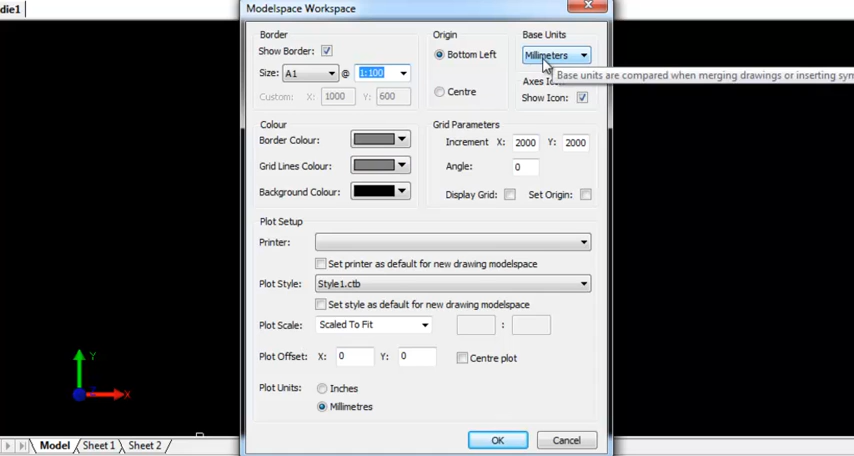 die1
Modelspace Workspace
Border
Show Border:
Size: A1 @ 1:100
Custom: X: 1000 Y: 600
Origin
Bottom Left
Centre
Base Units
Millimeters
Base units are compared when merging drawings or inserting sym
Axes Ico
Show Icon:
Colour
Border Colour:
Grid Lines Colour:
Background Colour:
Grid Parameters
Increment X: 2000 Y: 2000
Angle: 0
Display Grid: Set Origin:
Plot Setup
Printer:
Set printer as default for new drawing modelspace
Plot Style: Style1.ctb
Set style as default for new drawing modelspace
Plot Scale: Scaled To Fit :
Plot Offset: X: 0 Y: 0 Centre plot
Plot Units: Inches
Millimetres
OK Cancel
Y
Z X
Model Sheet 1 Sheet 2